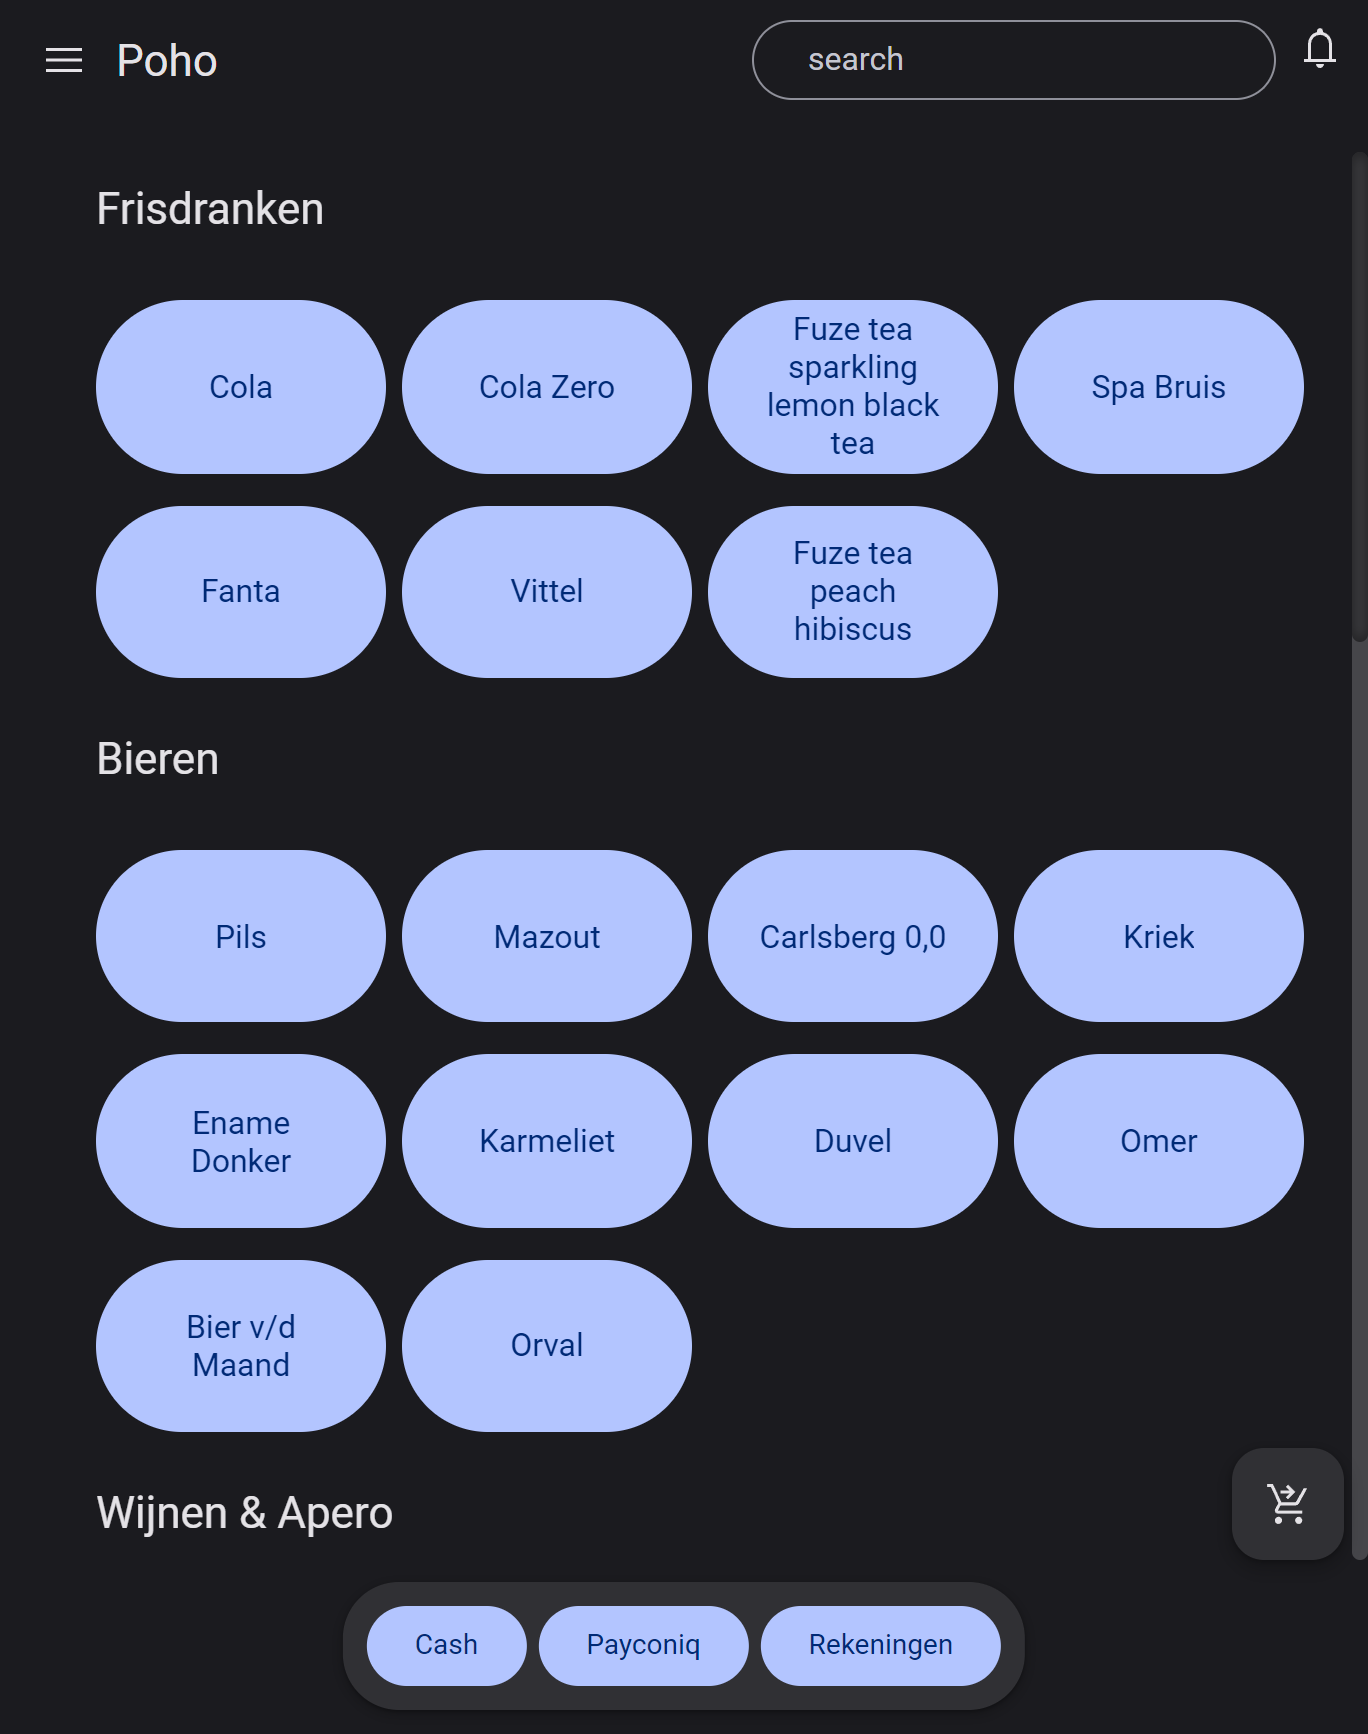 Poho
search
Frisdranken
Cola
Cola Zero
Fuze tea
sparkling
lemon black
tea
Spa Bruis
Fanta
Vittel
Fuze tea
peach
hibiscus
Bieren
Pils
Mazout
Carlsberg 0,0
Kriek
Ename
Donker
Karmeliet
Duvel
Omer
Bier v/d
Maand
Orval
Wijnen & Apero
Cash
Payconiq
Rekeningen